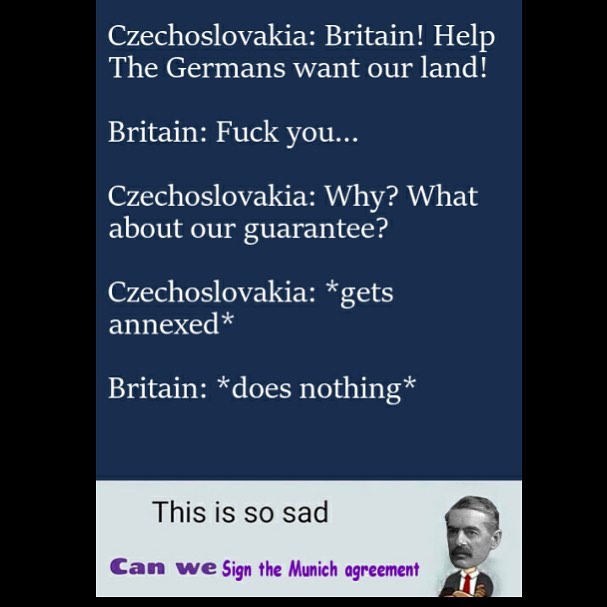 Czechoslovakia: Britain! Help
The Germans want our land!
Britain: Fuck you...
Czechoslovakia: Why? What
about our guarantee?
Czechoslovakia: *gets
annexed*
Britain: *does nothing*
This is so sad
Can we Sign the Munich agreement